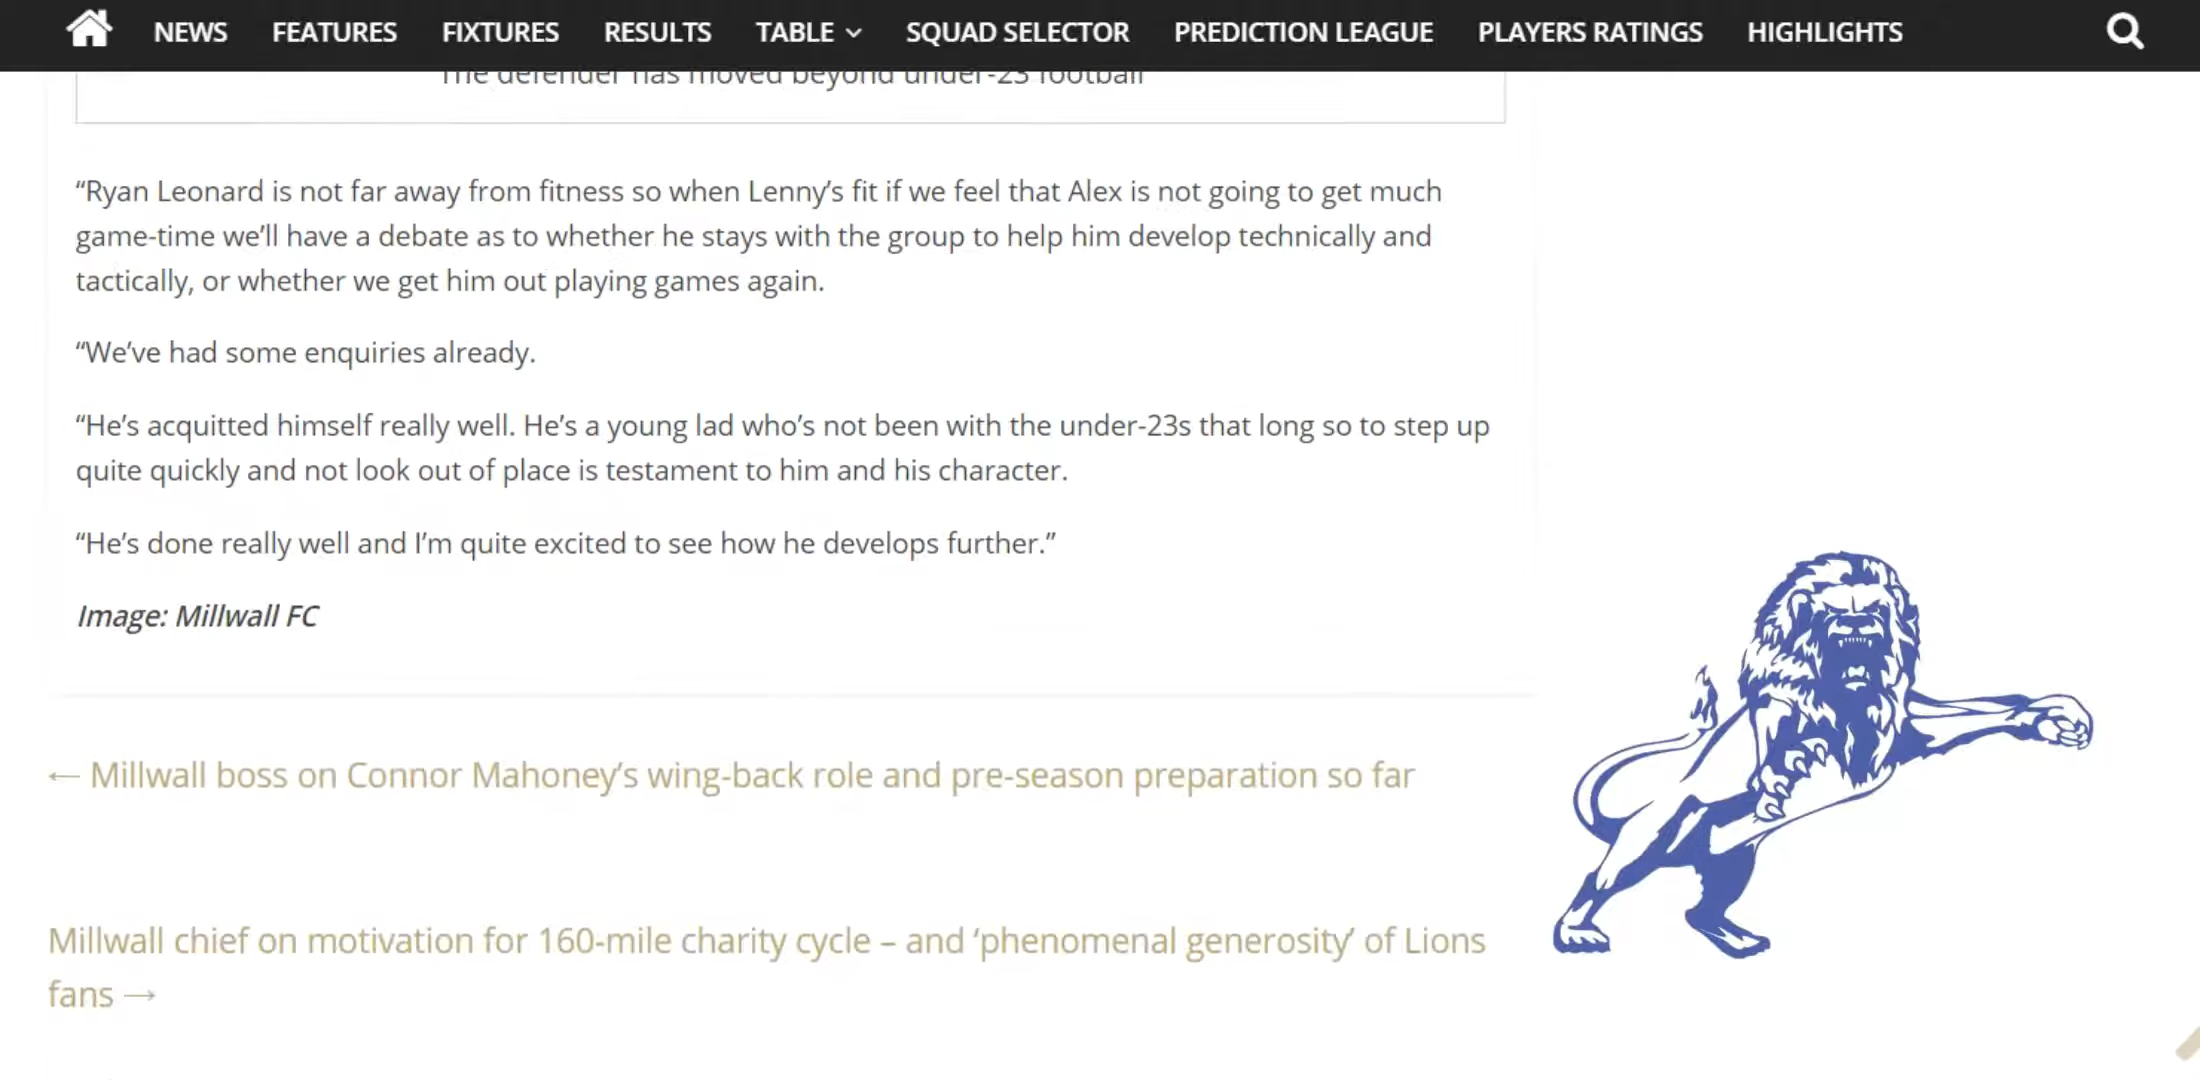 NEWS FEATURES FIXTURES RESULTS TABLE SQUAD SELECTOR PREDICTION LEAGUE PLAYERS RATINGS HIGHLIGHTS
The defender has moved beyond under-23 football
“Ryan Leonard is not far away from fitness so when Lenny’s fit if we feel that Alex is not going to get much
game-time we’ll have a debate as to whether he stays with the group to help him develop technically and
tactically, or whether we get him out playing games again.
“We’ve had some enquiries already.
“He’s acquitted himself really well. He’s a young lad who’s not been with the under-23s that long so to step up
quite quickly and not look out of place is testament to him and his character.
“He’s done really well and I’m quite excited to see how he develops further.”
Image: Millwall FC
← Millwall boss on Connor Mahoney’s wing-back role and pre-season preparation so far
Millwall chief on motivation for 160-mile charity cycle – and ‘phenomenal generosity’ of Lions
fans →